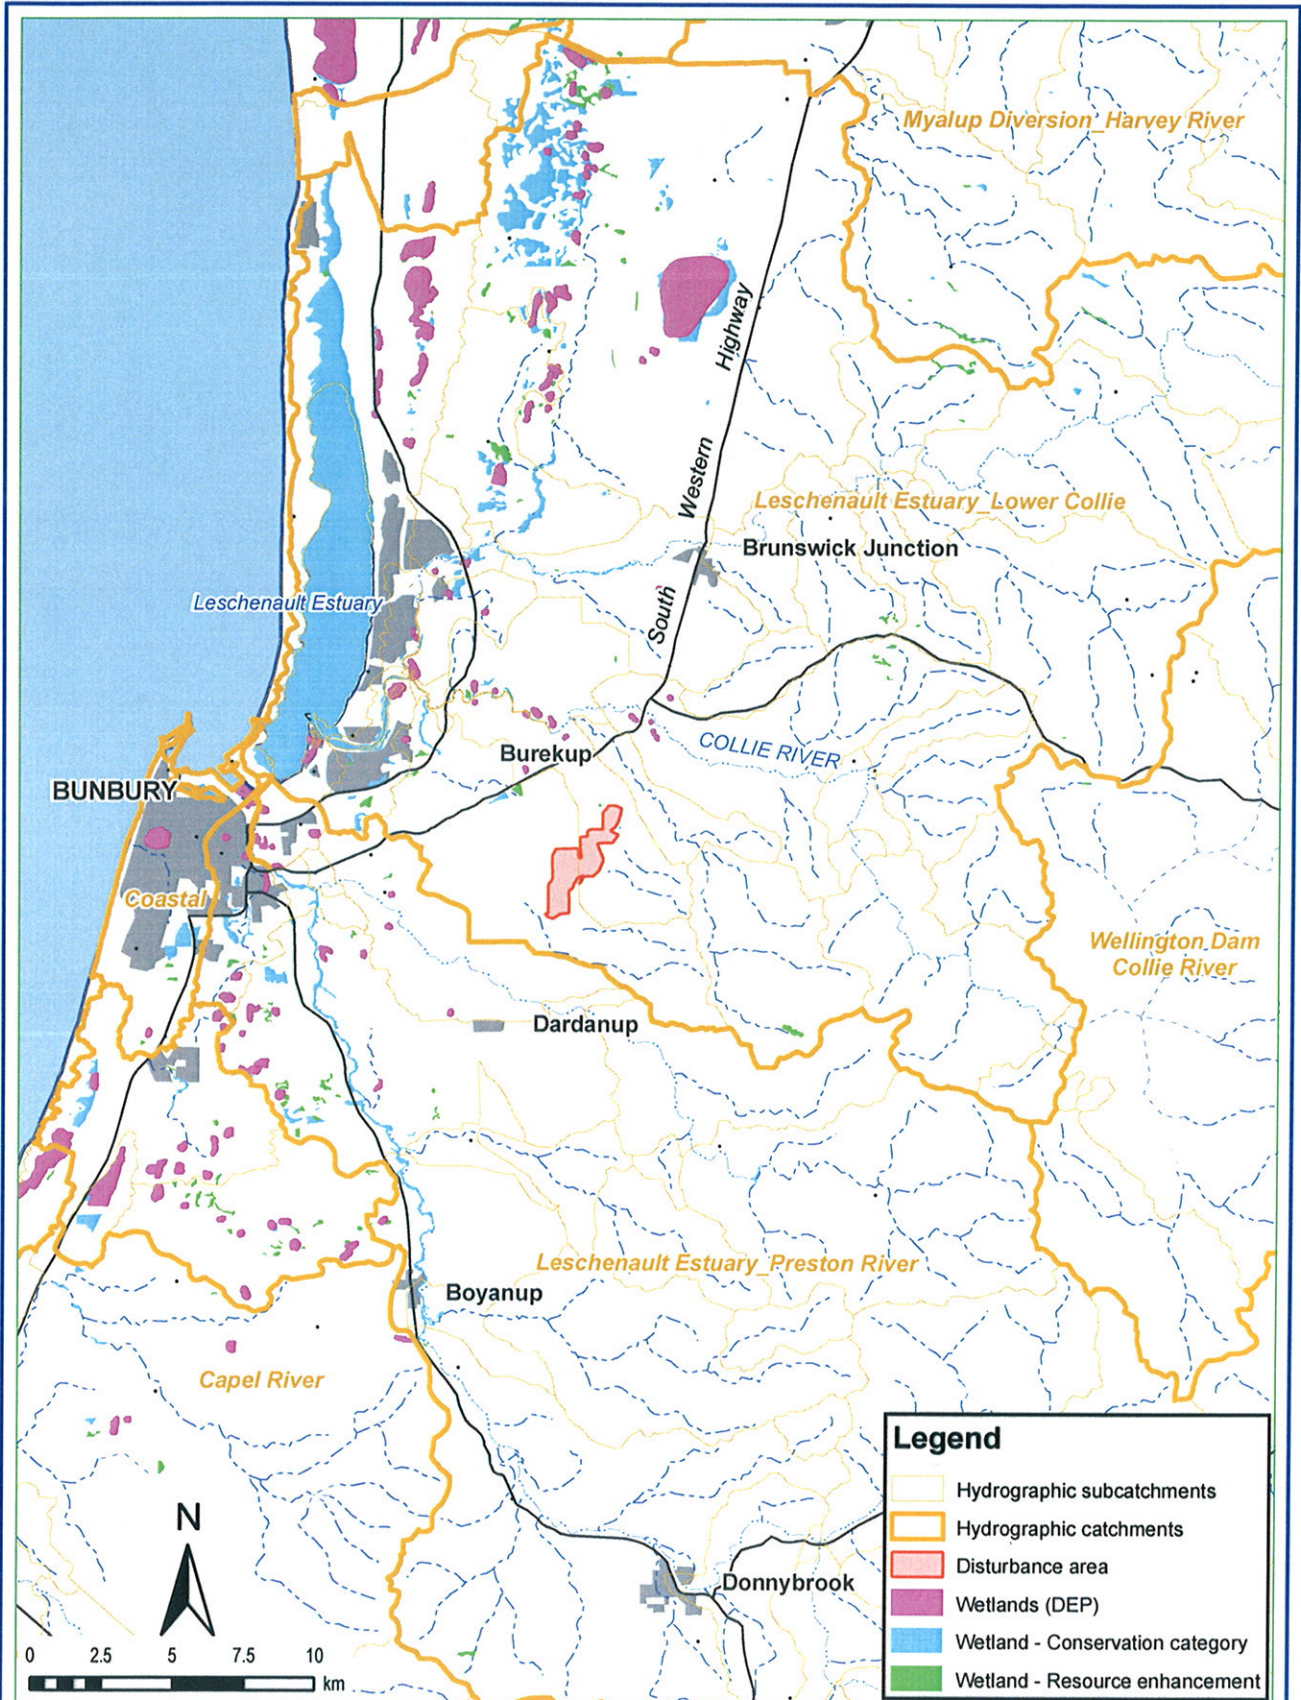 Myalup Diversion_Harvey River
Highway
Western
South
Leschenault Estuary_Lower Collie
Brunswick Junction
Leschenault Estuary
COLLIE RIVER
Burekup
BUNBURY
Coastal
Wellington Dam
Collie River
Dardanup
Leschenault Estuary_Preston River
Boyanup
Capel River
Donnybrook
N
0 2.5 5 7.5 10
km
Legend
Hydrographic subcatchments
Hydrographic catchments
Disturbance area
Wetlands (DEP)
Wetland - Conservation category
Wetland - Resource enhancement